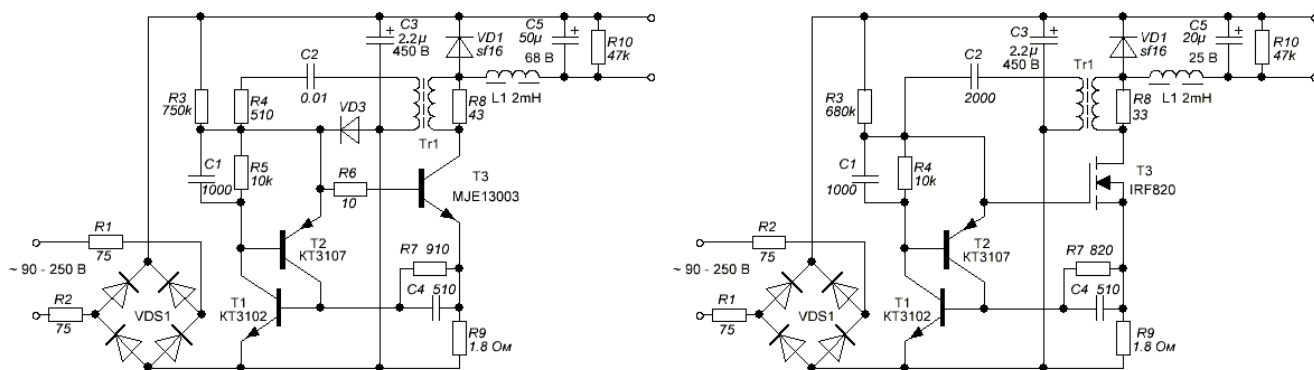 C3
2.2µ
450 В
VD1
sf16
C5
50µ
68 В
R10
47k
C2
0.01
R3
750k
R4
510
VD3
L1 2mH
R8
43
Tr1
C1
1000
R5
10k
R6
10
T3
MJE13003
R1
75
T2
КТ3107
R7 910
~ 90 - 250 В
C4 510
R2
75
VDS1
T1
КТ3102
R9
1.8 Ом
C3
2.2µ
450 В
VD1
sf16
C5
20µ
25 В
R10
47k
C2
2000
Tr1
L1 2mH
R3
680k
R8
33
C1
1000
R4
10k
T3
IRF820
R2
75
T2
КТ3107
R7 820
~ 90 - 250 В
C4 510
R1
75
VDS1
T1
КТ3102
R9
1.8 Ом